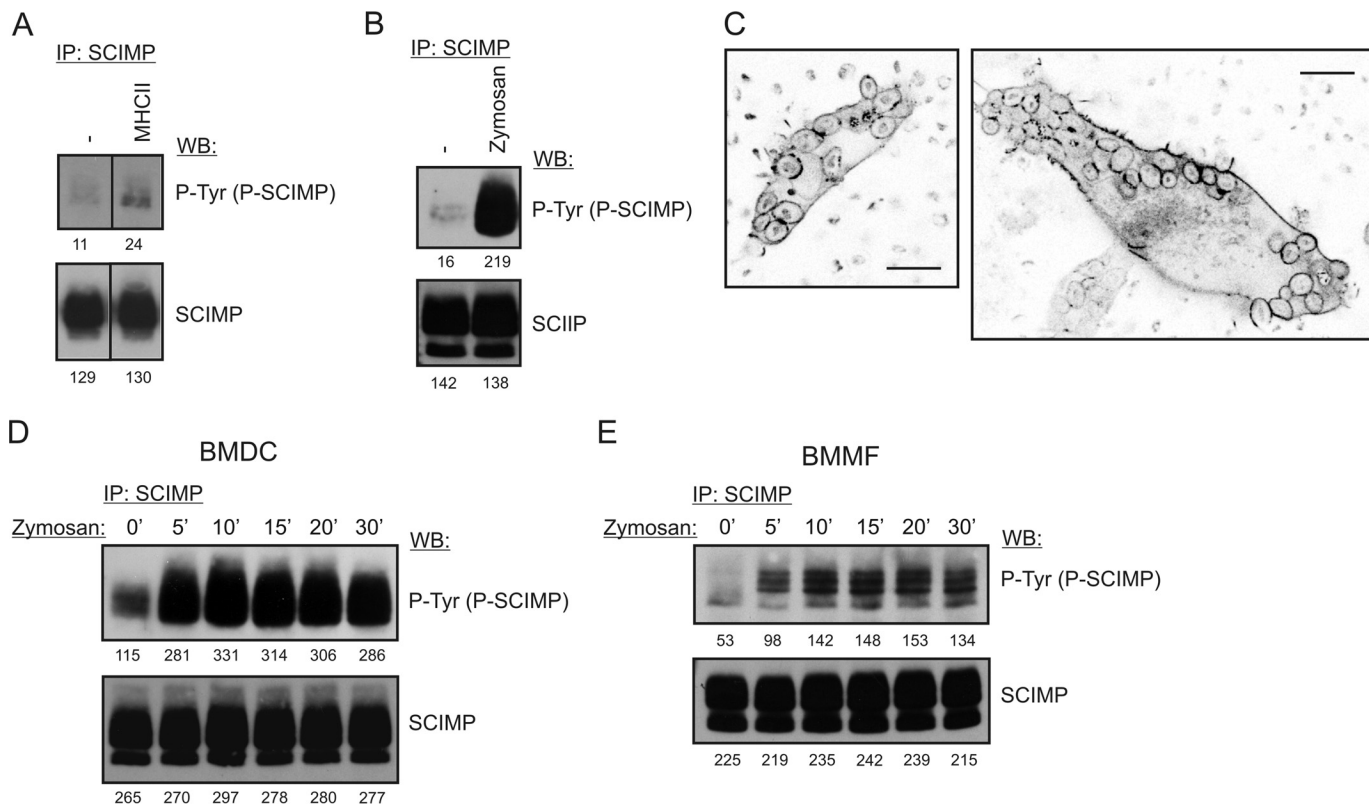 A
IP: SCIMP
- MHCII
WB:
P-Tyr (P-SCIMP)
11 24
SCIMP
129 130
B
IP: SCIMP
- Zymosan
WB:
P-Tyr (P-SCIMP)
16 219
SCIIP
142 138
C
D
BMDC
IP: SCIMP
Zymosan: 0’ 5’ 10’ 15’ 20’ 30’
WB:
P-Tyr (P-SCIMP)
115 281 331 314 306 286
SCIMP
265 270 297 278 280 277
E
BMMF
IP: SCIMP
Zymosan: 0’ 5’ 10’ 15’ 20’ 30’
WB:
P-Tyr (P-SCIMP)
53 98 142 148 153 134
SCIMP
225 219 235 242 239 215